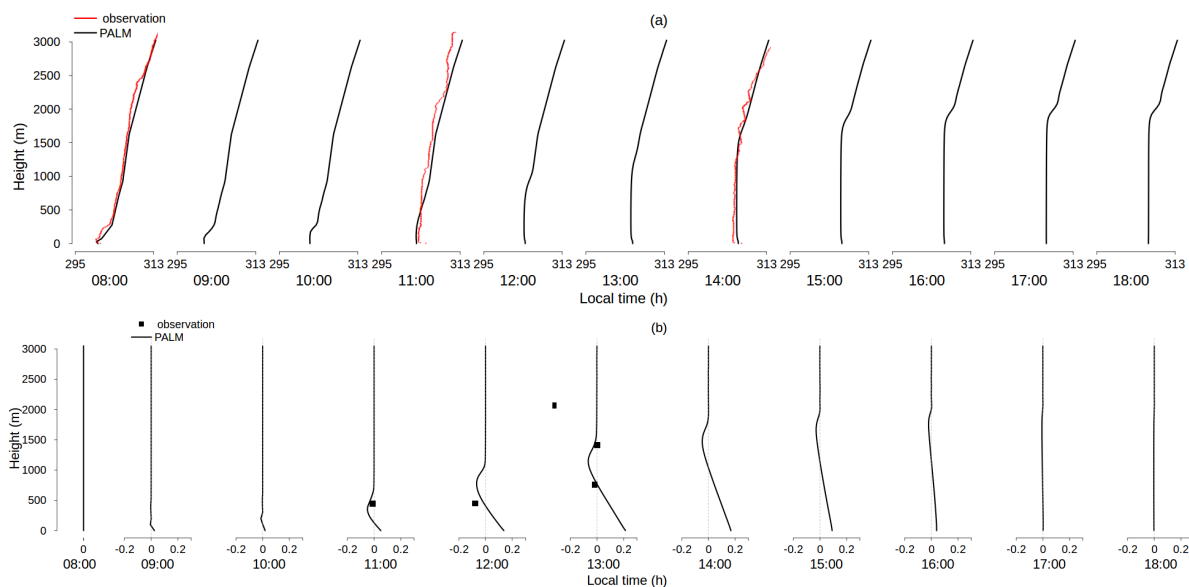 observation
PALM
(a)
3000
2500
2000
1500
1000
500
0
Height (m)
295 313 295 313 295 313 295 313 295 313 295 313 295 313 295 313 295 313 295 313 295 313
08:00 09:00 10:00 11:00 12:00 13:00 14:00 15:00 16:00 17:00 18:00
Local time (h)
observation
PALM
(b)
3000
2500
2000
1500
1000
500
0
Height (m)
0 -0.2 0 0.2 -0.2 0 0.2 -0.2 0 0.2 -0.2 0 0.2 -0.2 0 0.2 -0.2 0 0.2 -0.2 0 0.2 -0.2 0 0.2 -0.2 0 0.2 -0.2 0 0.2
08:00 09:00 10:00 11:00 12:00 13:00 14:00 15:00 16:00 17:00 18:00
Local time (h)